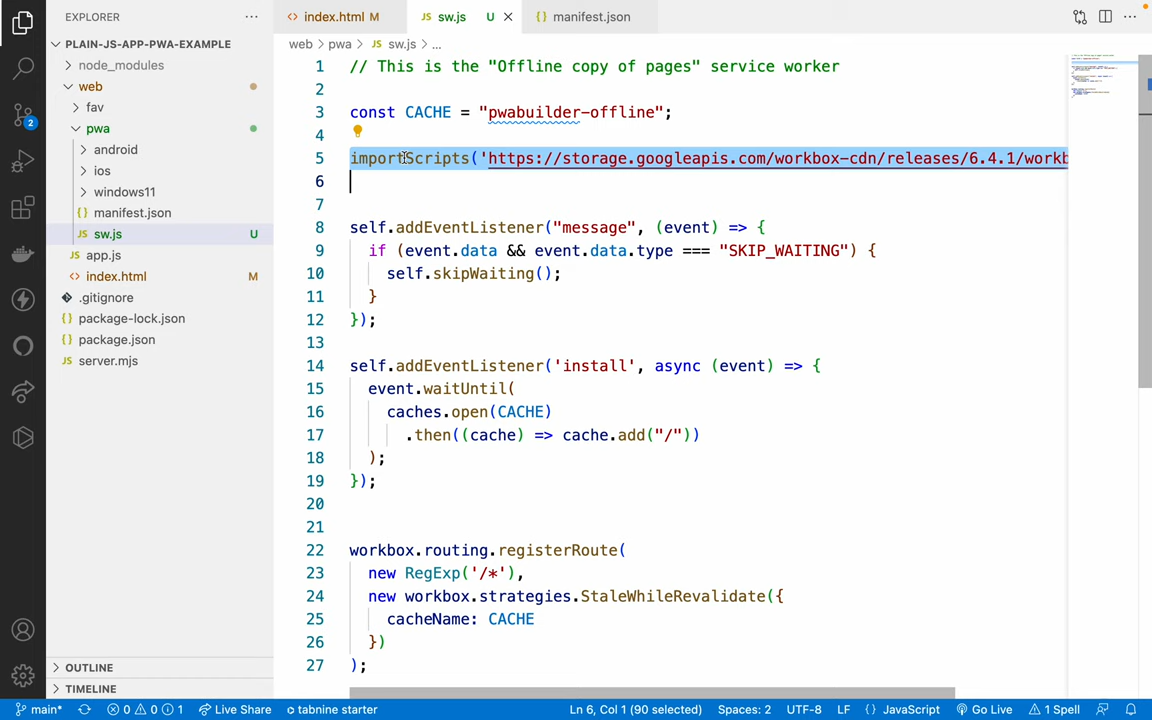 EXPLORER
PLAIN-JS-APP-PWA-EXAMPLE
node_modules
web
fav
pwa
android
ios
windows11
{} manifest.json
JS sw.js U
JS app.js
<> index.html M
.gitignore
{} package-lock.json
{} package.json
JS server.mjs
OUTLINE
TIMELINE
2
<> index.html M
JS sw.js U
{} manifest.json
web > pwa > JS sw.js > ...
1 // This is the "Offline copy of pages" service worker
2
3 const CACHE = "pwabuilder-offline";
4
5 importScripts('https://storage.googleapis.com/workbox-cdn/releases/6.4.1/workb
6
7
8 self.addEventListener("message", (event) => {
9 if (event.data && event.data.type === "SKIP_WAITING") {
10 self.skipWaiting();
11 }
12 });
13
14 self.addEventListener('install', async (event) => {
15 event.waitUntil(
16 caches.open(CACHE)
17 .then((cache) => cache.add("/"))
18 );
19 });
20
21
22 workbox.routing.registerRoute(
23 new RegExp('/*'),
24 new workbox.strategies.StaleWhileRevalidate({
25 cacheName: CACHE
26 })
27 );
main* 0 0 1 Live Share tabnine starter Ln 6, Col 1 (90 selected) Spaces: 2 UTF-8 LF {} JavaScript Go Live 1 Spell